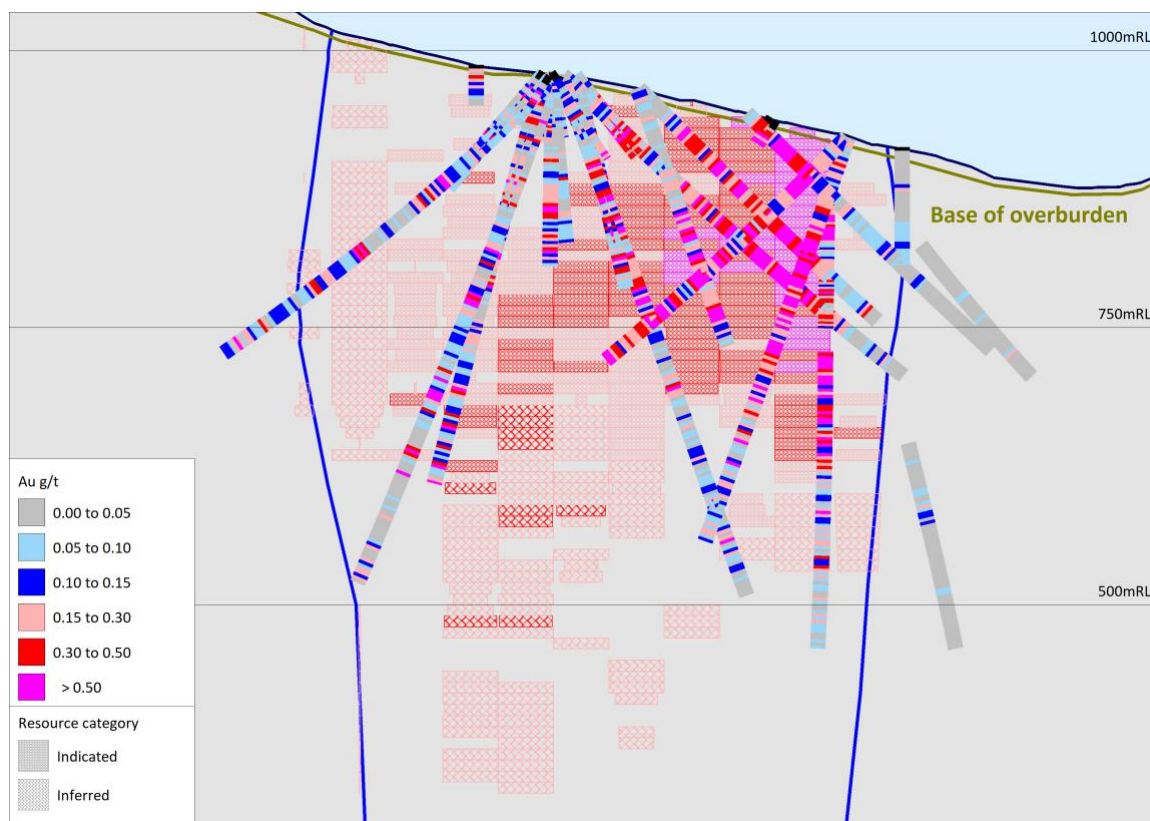 1000mRL
Base of overburden
750mRL
500mRL
Au g/t
0.00 to 0.05
0.05 to 0.10
0.10 to 0.15
0.15 to 0.30
0.30 to 0.50
> 0.50
Resource category
Indicated
Inferred